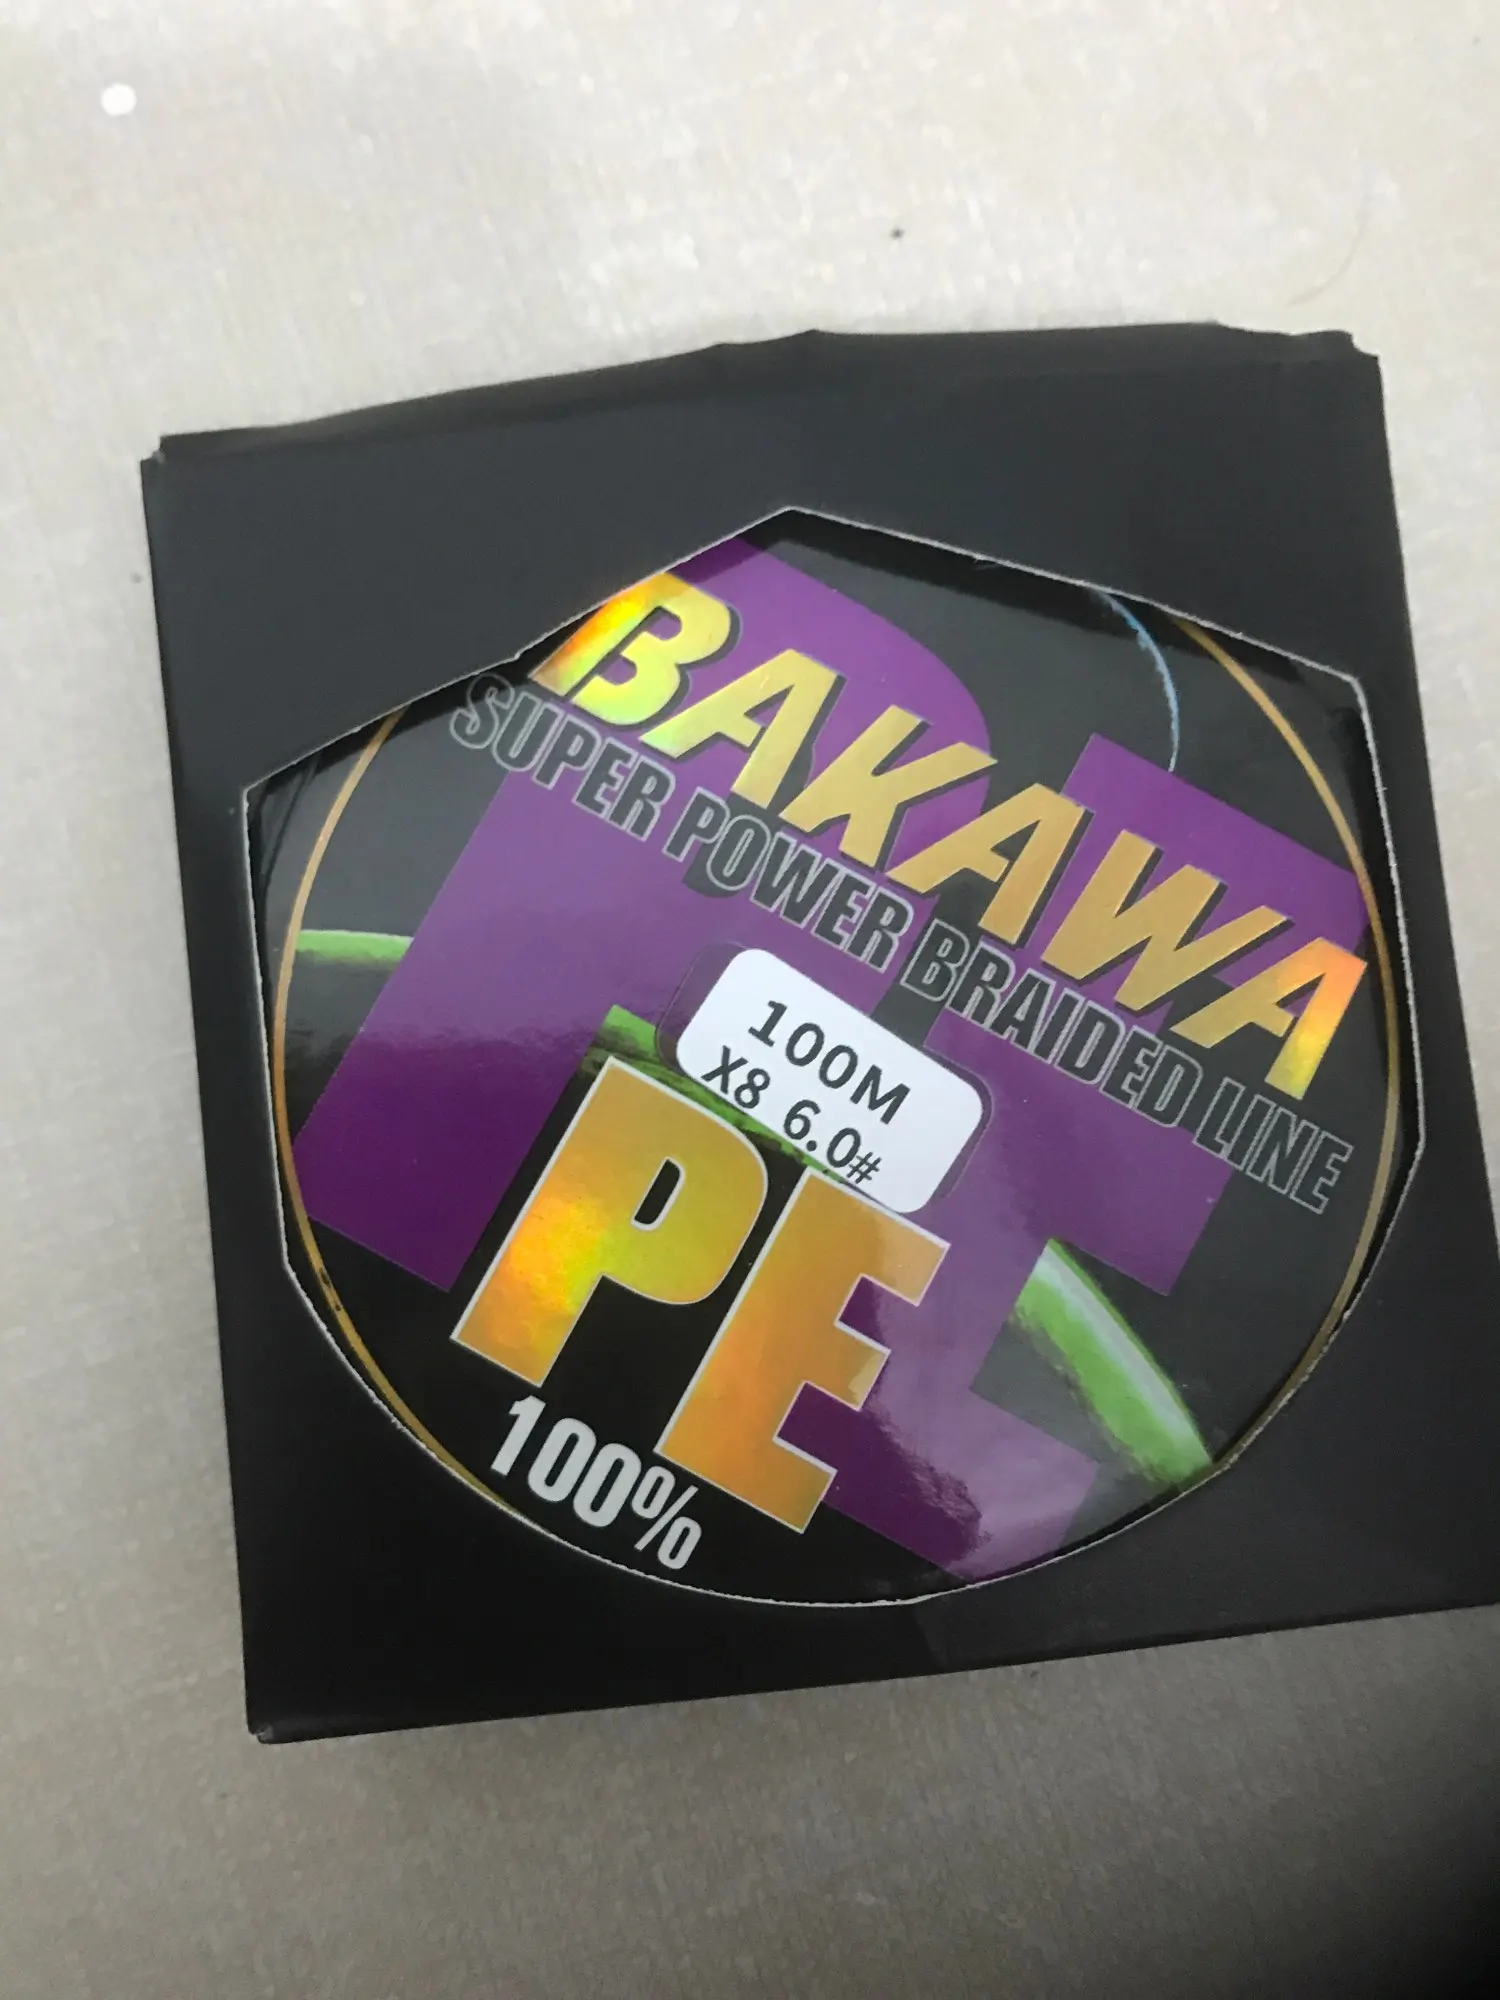 BAKAWA
SUPER POWER BRAIDED LINE
100M
X8 6.0#
PE
100%